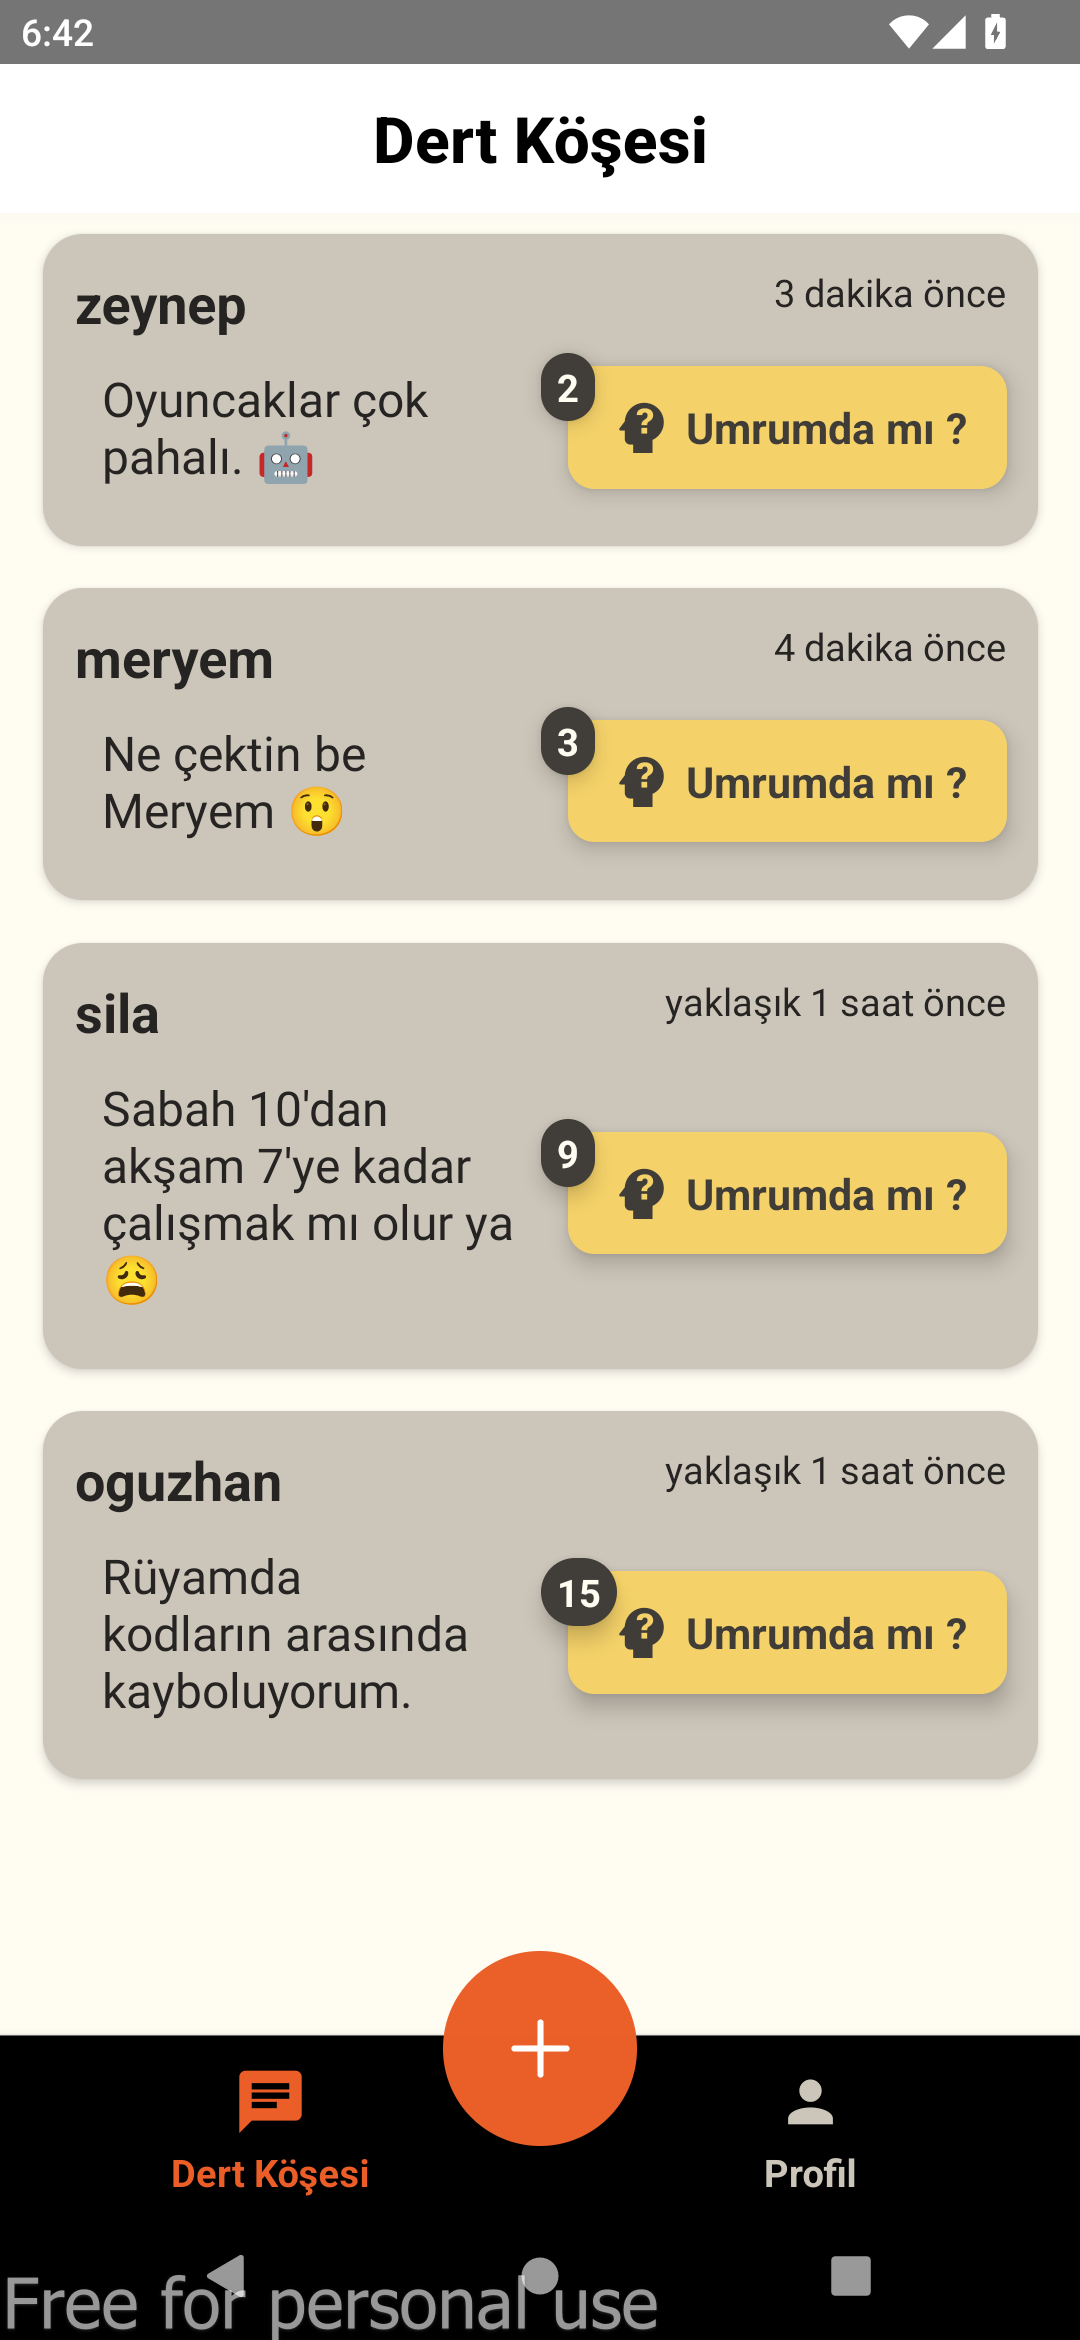 6:42
Dert Köşesi
zeynep
3 dakika önce
Oyuncaklar çok
pahalı. 🤖
2
Umrumda mı ?
meryem
4 dakika önce
Ne çektin be
Meryem 😲
3
Umrumda mı ?
sila
yaklaşık 1 saat önce
Sabah 10'dan
akşam 7'ye kadar
çalışmak mı olur ya
😩
9
Umrumda mı ?
oguzhan
yaklaşık 1 saat önce
Rüyamda
kodların arasında
kayboluyorum.
15
Umrumda mı ?
Dert Köşesi
Profil
Free for personal use